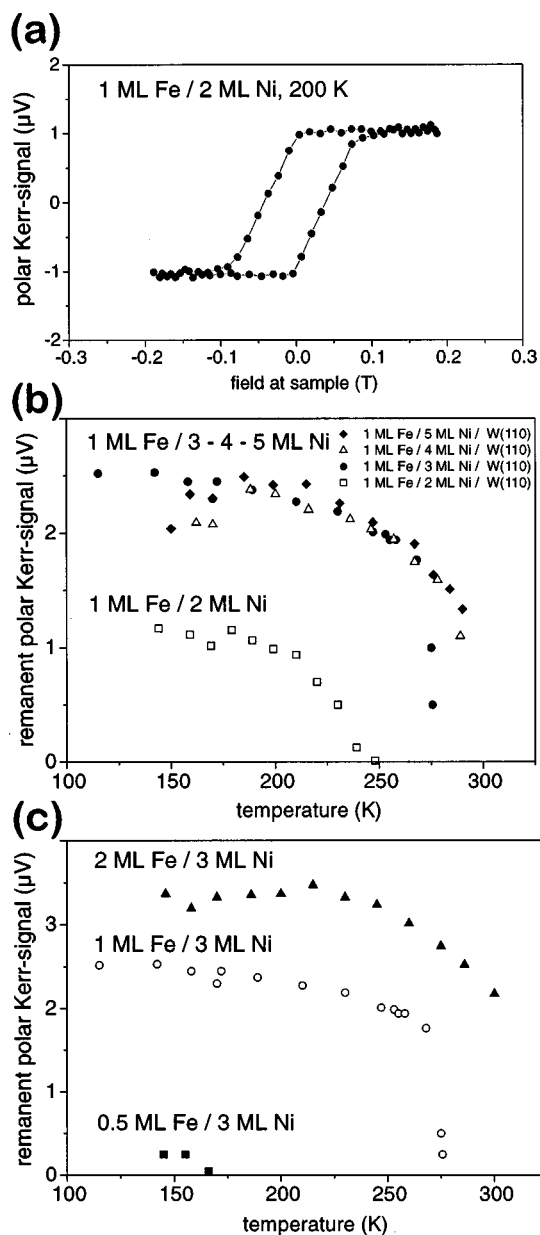 (a)
1 ML Fe / 2 ML Ni, 200 K
polar Kerr-signal (µV)
2
1
0
-1
-2
-0.3 -0.2 -0.1 0.0 0.1 0.2 0.3
field at sample (T)
(b)
1 ML Fe / 3 - 4 - 5 ML Ni
1 ML Fe / 5 ML Ni / W(110)
1 ML Fe / 4 ML Ni / W(110)
1 ML Fe / 3 ML Ni / W(110)
1 ML Fe / 2 ML Ni / W(110)
1 ML Fe / 2 ML Ni
remanent polar Kerr-signal (µV)
2
1
0
100 150 200 250 300
temperature (K)
(c)
2 ML Fe / 3 ML Ni
1 ML Fe / 3 ML Ni
0.5 ML Fe / 3 ML Ni
remanent polar Kerr-signal (µV)
3
2
1
0
100 150 200 250 300
temperature (K)